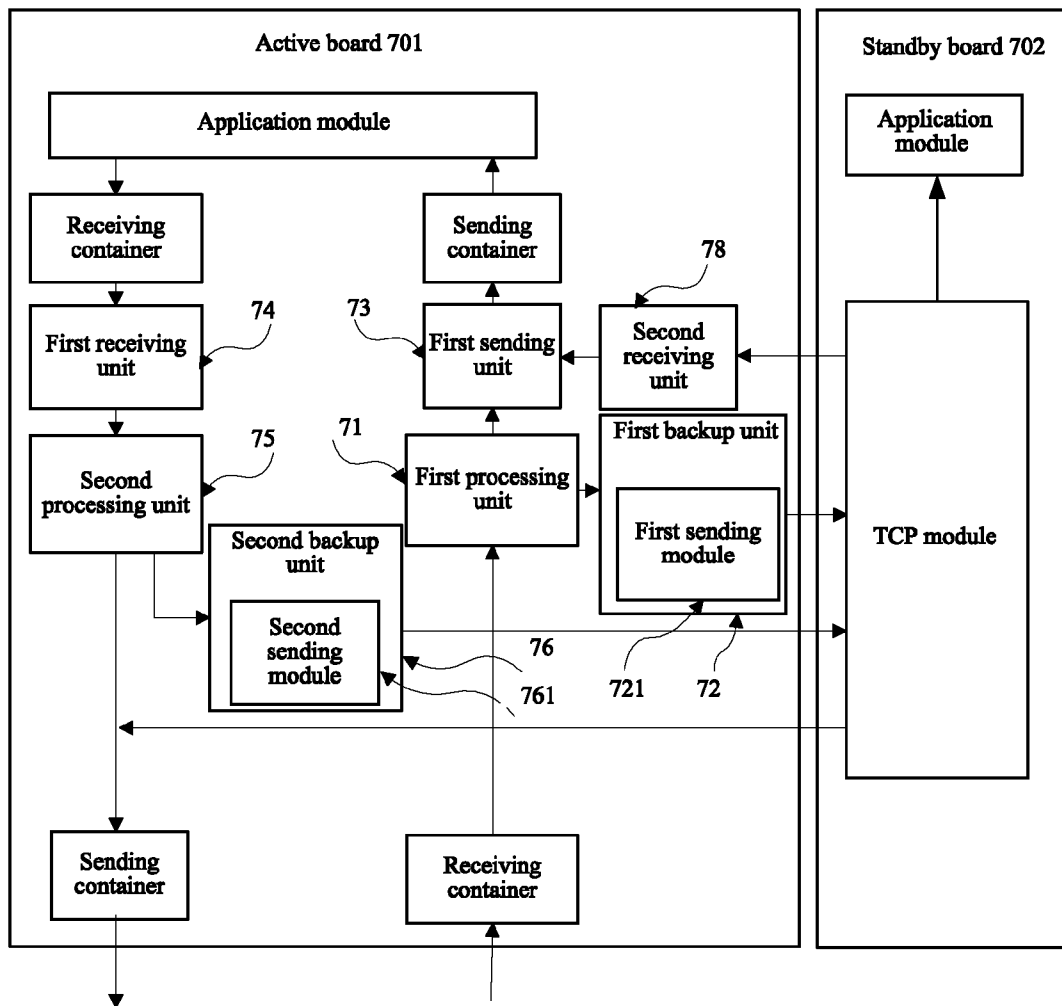 Active board 701
Standby board 702
Application module
Application
module
Receiving
container
Sending
container
78
74
73
First receiving
unit
First sending
unit
Second
receiving
unit
75
71
First backup unit
Second
processing unit
First processing
unit
First sending
module
TCP module
Second backup
unit
Second
sending
module
76
761
721
72
Sending
container
Receiving
container